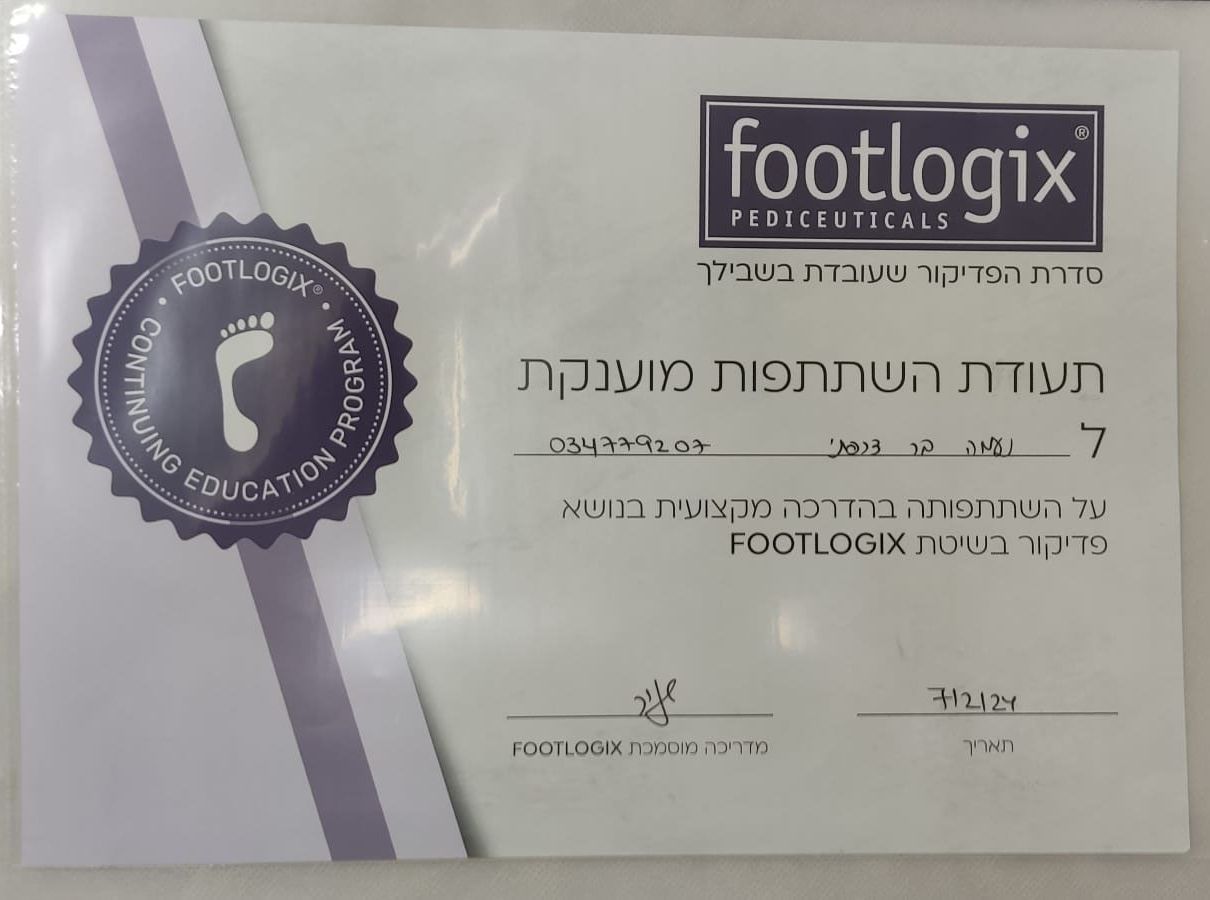 footlogix®
PEDICEUTICALS
סדרת הפדיקור שעובדת בשבילך
• FOOTLOGIX® •
CONTINUING EDUCATION PROGRAM
תעודת השתתפות מוענקת
ל נעמה בר 034779207
על השתתפותה בהדרכה מקצועית בנושא
פדיקור בשיטת FOOTLOGIX
7/2/24
תאריך
מדריכה מוסמכת FOOTLOGIX